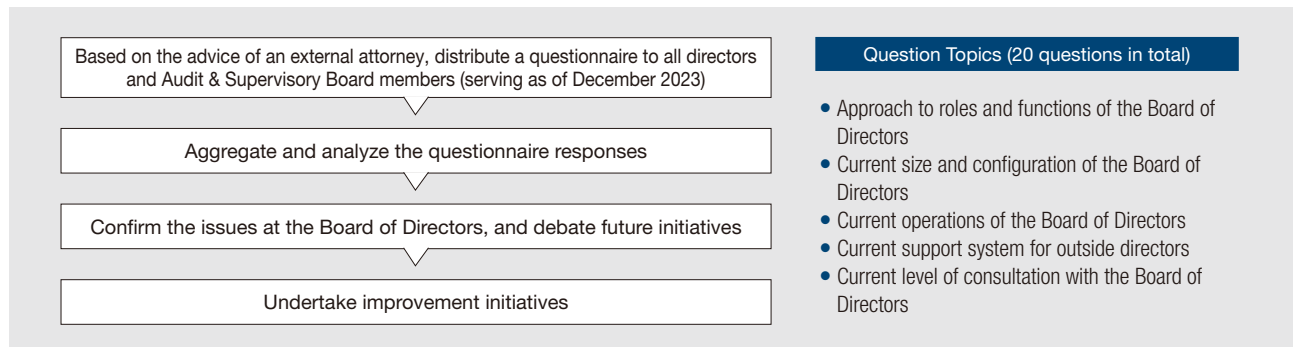 Based on the advice of an external attorney, distribute a questionnaire to all directors
and Audit & Supervisory Board members (serving as of December 2023)
Aggregate and analyze the questionnaire responses
Confirm the issues at the Board of Directors, and debate future initiatives
Undertake improvement initiatives
Question Topics (20 questions in total)
• Approach to roles and functions of the Board of
Directors
• Current size and configuration of the Board of
Directors
• Current operations of the Board of Directors
• Current support system for outside directors
• Current level of consultation with the Board of
Directors